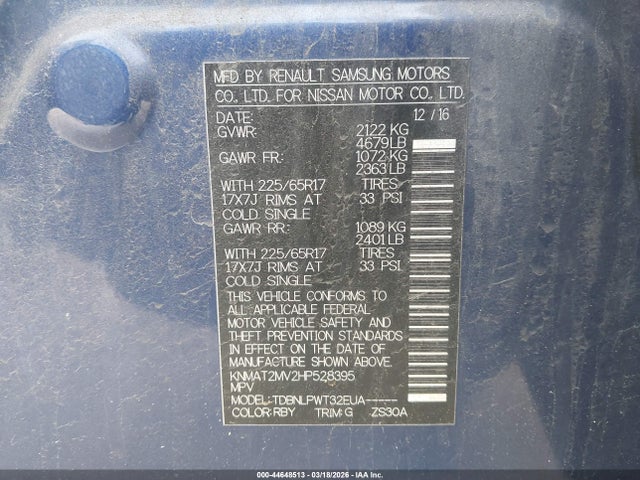 MFD BY RENAULT SAMSUNG MOTORS
CO., LTD. FOR NISSAN MOTOR CO., LTD.
DATE: 12 / 16
GVWR: 2122 KG
4679LB
GAWR FR: 1072 KG
2363 LB
WITH 225/65R17 TIRES
17X7J RIMS AT 33 PSI
COLD SINGLE
GAWR RR: 1089 KG
2401 LB
WITH 225/65R17 TIRES
17X7J RIMS AT 33 PSI
COLD SINGLE
THIS VEHICLE CONFORMS TO
ALL APPLICABLE FEDERAL
MOTOR VEHICLE SAFETY AND
THEFT PREVENTION STANDARDS
IN EFFECT ON THE DATE OF
MANUFACTURE SHOWN ABOVE.
KNMAT2MV2HP528395
MPV
MODEL: TDBNLPWT32EUA-----
COLOR: RBY TRIM: G ZS30A
000-44648513 — 03/18/2026 — IAA Inc.